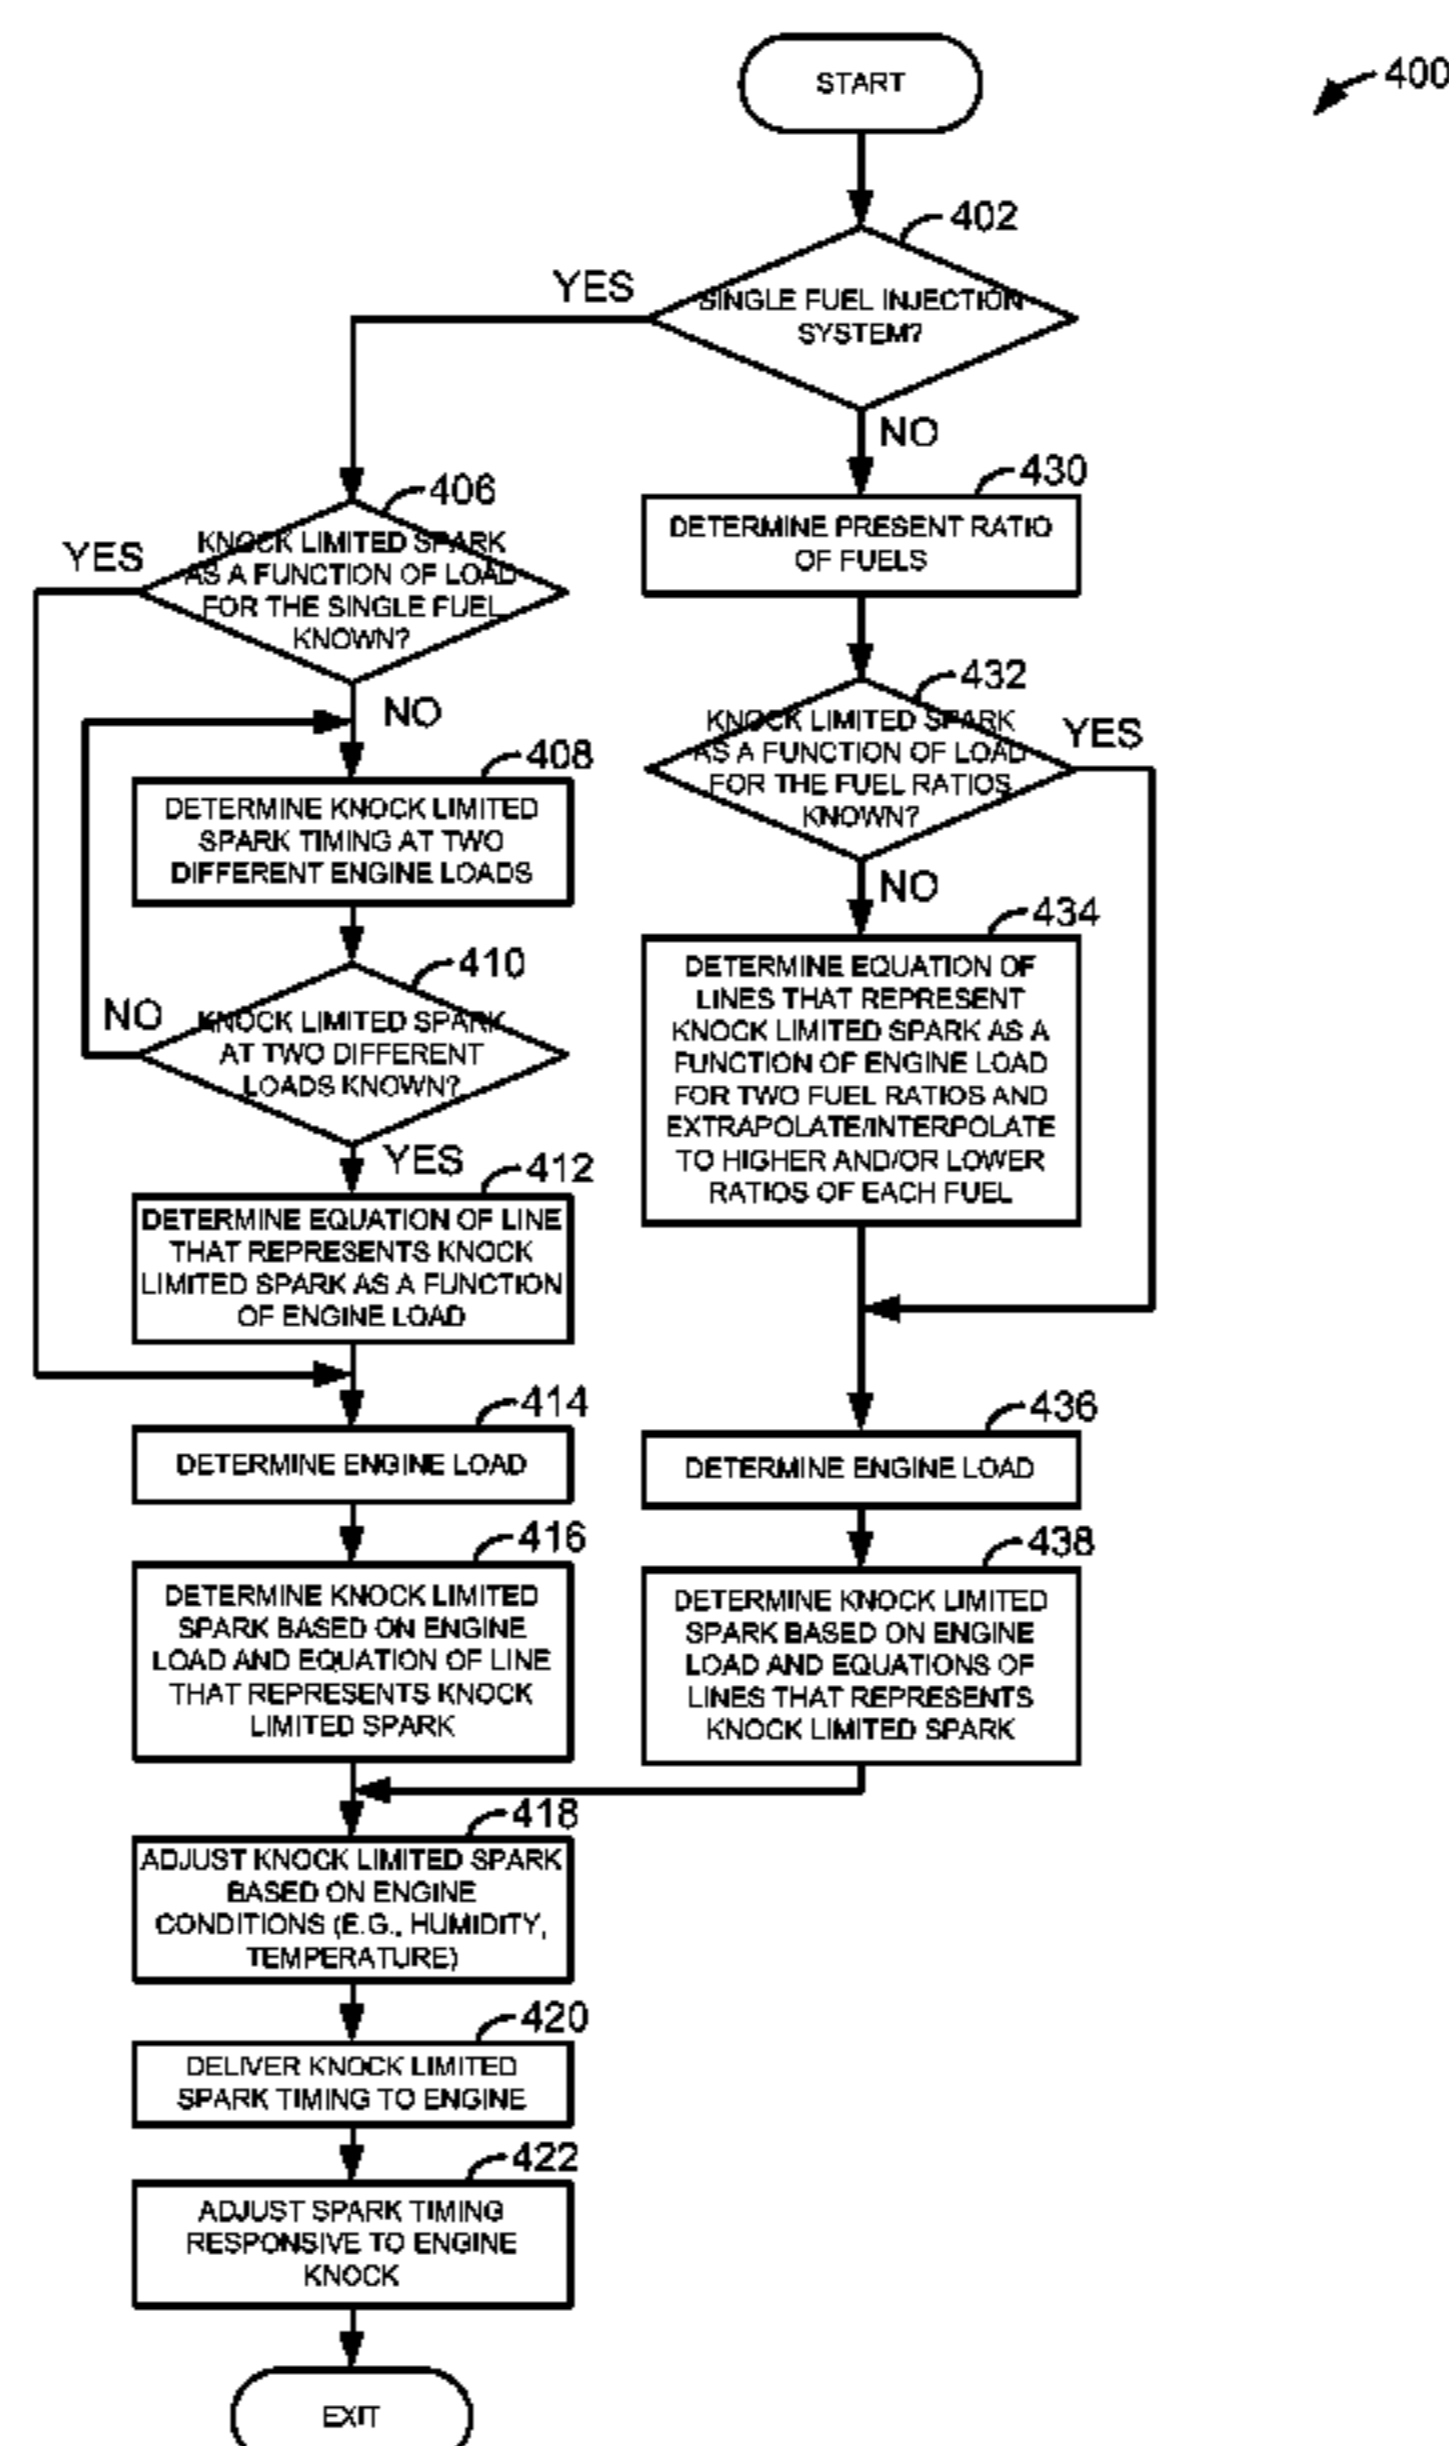 START
400
402
YES
SINGLE FUEL INJECTION
SYSTEM?
NO
430
DETERMINE PRESENT RATIO
OF FUELS
406
YES
KNOCK LIMITED SPARK
AS A FUNCTION OF LOAD
FOR THE SINGLE FUEL
KNOWN?
NO
432
KNOCK LIMITED SPARK
AS A FUNCTION OF LOAD
FOR THE FUEL RATIOS
KNOWN?
YES
NO
408
DETERMINE KNOCK LIMITED
SPARK TIMING AT TWO
DIFFERENT ENGINE LOADS
410
NO
KNOCK LIMITED SPARK
AT TWO DIFFERENT
LOADS KNOWN?
YES
434
DETERMINE EQUATION OF
LINES THAT REPRESENT
KNOCK LIMITED SPARK AS A
FUNCTION OF ENGINE LOAD
FOR TWO FUEL RATIOS AND
EXTRAPOLATE/INTERPOLATE
TO HIGHER AND/OR LOWER
RATIOS OF EACH FUEL
412
DETERMINE EQUATION OF LINE
THAT REPRESENTS KNOCK
LIMITED SPARK AS A FUNCTION
OF ENGINE LOAD
414
DETERMINE ENGINE LOAD
436
DETERMINE ENGINE LOAD
416
DETERMINE KNOCK LIMITED
SPARK BASED ON ENGINE
LOAD AND EQUATION OF LINE
THAT REPRESENTS KNOCK
LIMITED SPARK
438
DETERMINE KNOCK LIMITED
SPARK BASED ON ENGINE
LOAD AND EQUATIONS OF
LINES THAT REPRESENTS
KNOCK LIMITED SPARK
418
ADJUST KNOCK LIMITED SPARK
BASED ON ENGINE
CONDITIONS (E.G., HUMIDITY,
TEMPERATURE)
420
DELIVER KNOCK LIMITED
SPARK TIMING TO ENGINE
422
ADJUST SPARK TIMING
RESPONSIVE TO ENGINE
KNOCK
EXIT